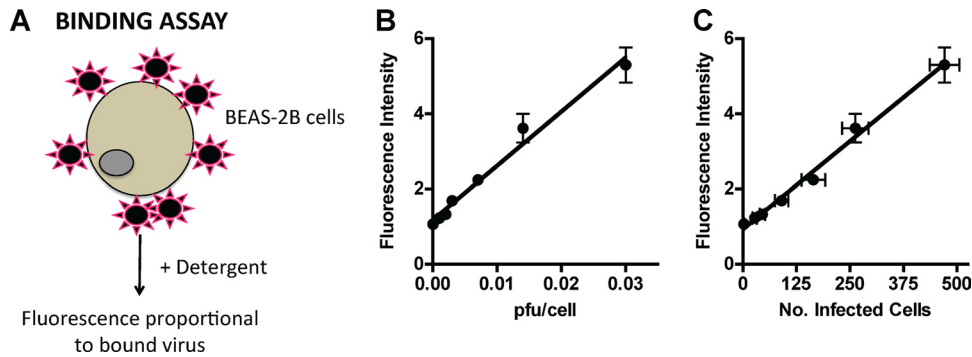 A BINDING ASSAY
BEAS-2B cells
+ Detergent
Fluorescence proportional
to bound virus
B
Fluorescence Intensity
6
4
2
0
0.00 0.01 0.02 0.03
pfu/cell
C
Fluorescence Intensity
6
4
2
0
0 125 250 375 500
No. Infected Cells